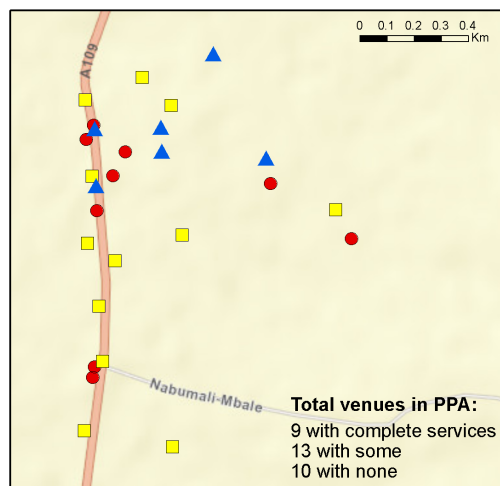 0 0.1 0.2 0.3 0.4
Km
A109
Nabumali-Mbale
Total venues in PPA:
9 with complete services
13 with some
10 with none